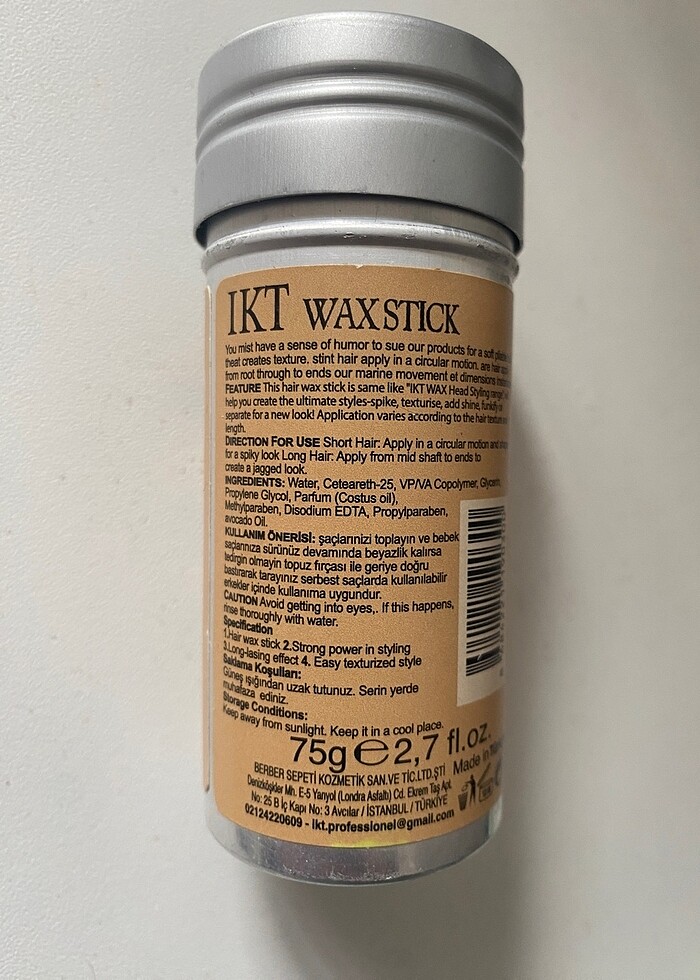 IKT WAX STICK
You must have a sense of humor to sue our products for a soft
theat creates texture. stint hair apply in a circular motion. are hair
from root through to ends our marine movement et dimensions
FEATURE This hair wax stick is same like "IKT WAX Head Styling range"
help you create the ultimate styles-spike, texturise, add shine, funkify or
separate for a new look! Application varies according to the hair texture
length.
DIRECTION FOR USE Short Hair: Apply in a circular motion and
for a spiky look Long Hair: Apply from mid shaft to ends to
create a jagged look.
INGREDIENTS: Water, Ceteareth-25, VP/VA Copolymer, Glycerin,
Propylene Glycol, Parfum (Costus oil),
Methylparaben, Disodium EDTA, Propylparaben,
avocado Oil.
KULLANIM ÖNERİSİ: şaçlarınizi toplayın ve bebek
saçlarınıza sürünüz devamında beyazlik kalırsa
tedirgin olmayin topuz fırçası ile geriye doğru
bastırarak tarayınız serbest saçlarda kullanılabilir
erkekler içinde kullanıma uygundur.
CAUTION Avoid getting into eyes,. If this happens,
rinse thoroughly with water.
Specification
1.Hair wax stick 2.Strong power in styling
3.Long-lasing effect 4. Easy texturized style
Saklama Koşulları:
Güneş ışığından uzak tutunuz. Serin yerde
muhafaza ediniz.
Storage Conditions:
Keep away from sunlight. Keep it in a cool place.
75g e 2,7 fl.oz.
BERBER SEPETİ KOZMETİK SAN.VE TİC.LTD.ŞTİ
Made in
Denizköşkler Mh. E-5 Yanyol (Londra Asfaltı) Cd. Ekrem Taş Apt.
No: 25 B İç Kapı No: 3 Avcılar / İSTANBUL / TÜRKİYE
02124220609 - ikt.professionel@gmail.com